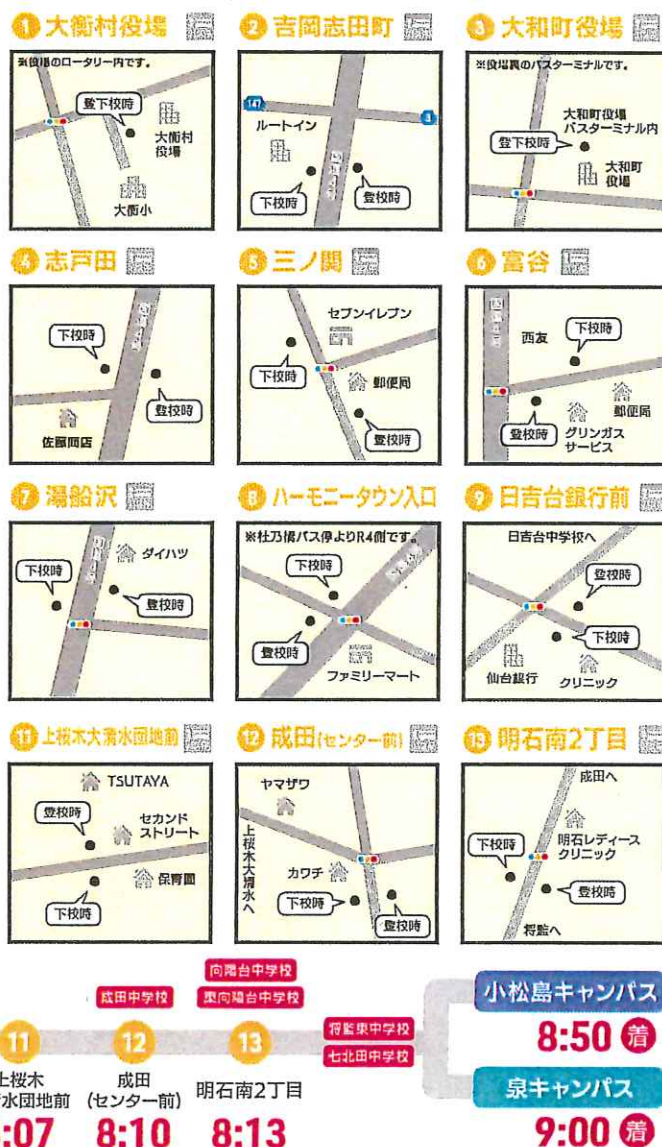 1 大衡村役場
※役場のロータリー内です。
登下校時
大衡村
役場
大衡小
2 吉岡志田町
147
3
ルートイン
下校時
登校時
3 大和町役場
※役場裏のバスターミナルです。
大和町役場
バスターミナル内
登下校時
大和町
役場
4 志戸田
下校時
登校時
佐藤商店
5 三ノ関
セブンイレブン
下校時
郵便局
登校時
6 富谷
西友
下校時
登校時
郵便局
グリンガス
サービス
7 湯船沢
下校時
ダイハツ
登校時
8 ハーモニータウン入口
※杜乃橋バス停よりR4側です。
下校時
登校時
ファミリーマート
9 日吉台銀行前
日吉台中学校へ
登校時
下校時
仙台銀行
クリニック
11 上桜木大清水団地前
TSUTAYA
登校時
セカンド
ストリート
保育園
下校時
12 成田(センター前)
ヤマザワ
上桜木大清水へ
カワチ
下校時
登校時
13 明石南2丁目
成田へ
明石レディース
クリニック
下校時
登校時
将監へ
向陽台中学校
成田中学校
東向陽台中学校
将監東中学校
七北田中学校
11
12
13
上桜木
清水団地前
成田
(センター前)
明石南2丁目
:07
8:10
8:13
小松島キャンパス
8:50 着
泉キャンパス
9:00 着